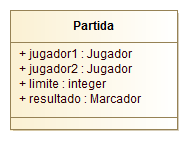 Partida
+ jugador1 : Jugador
+ jugador2 : Jugador
+ limite : integer
+ resultado : Marcador